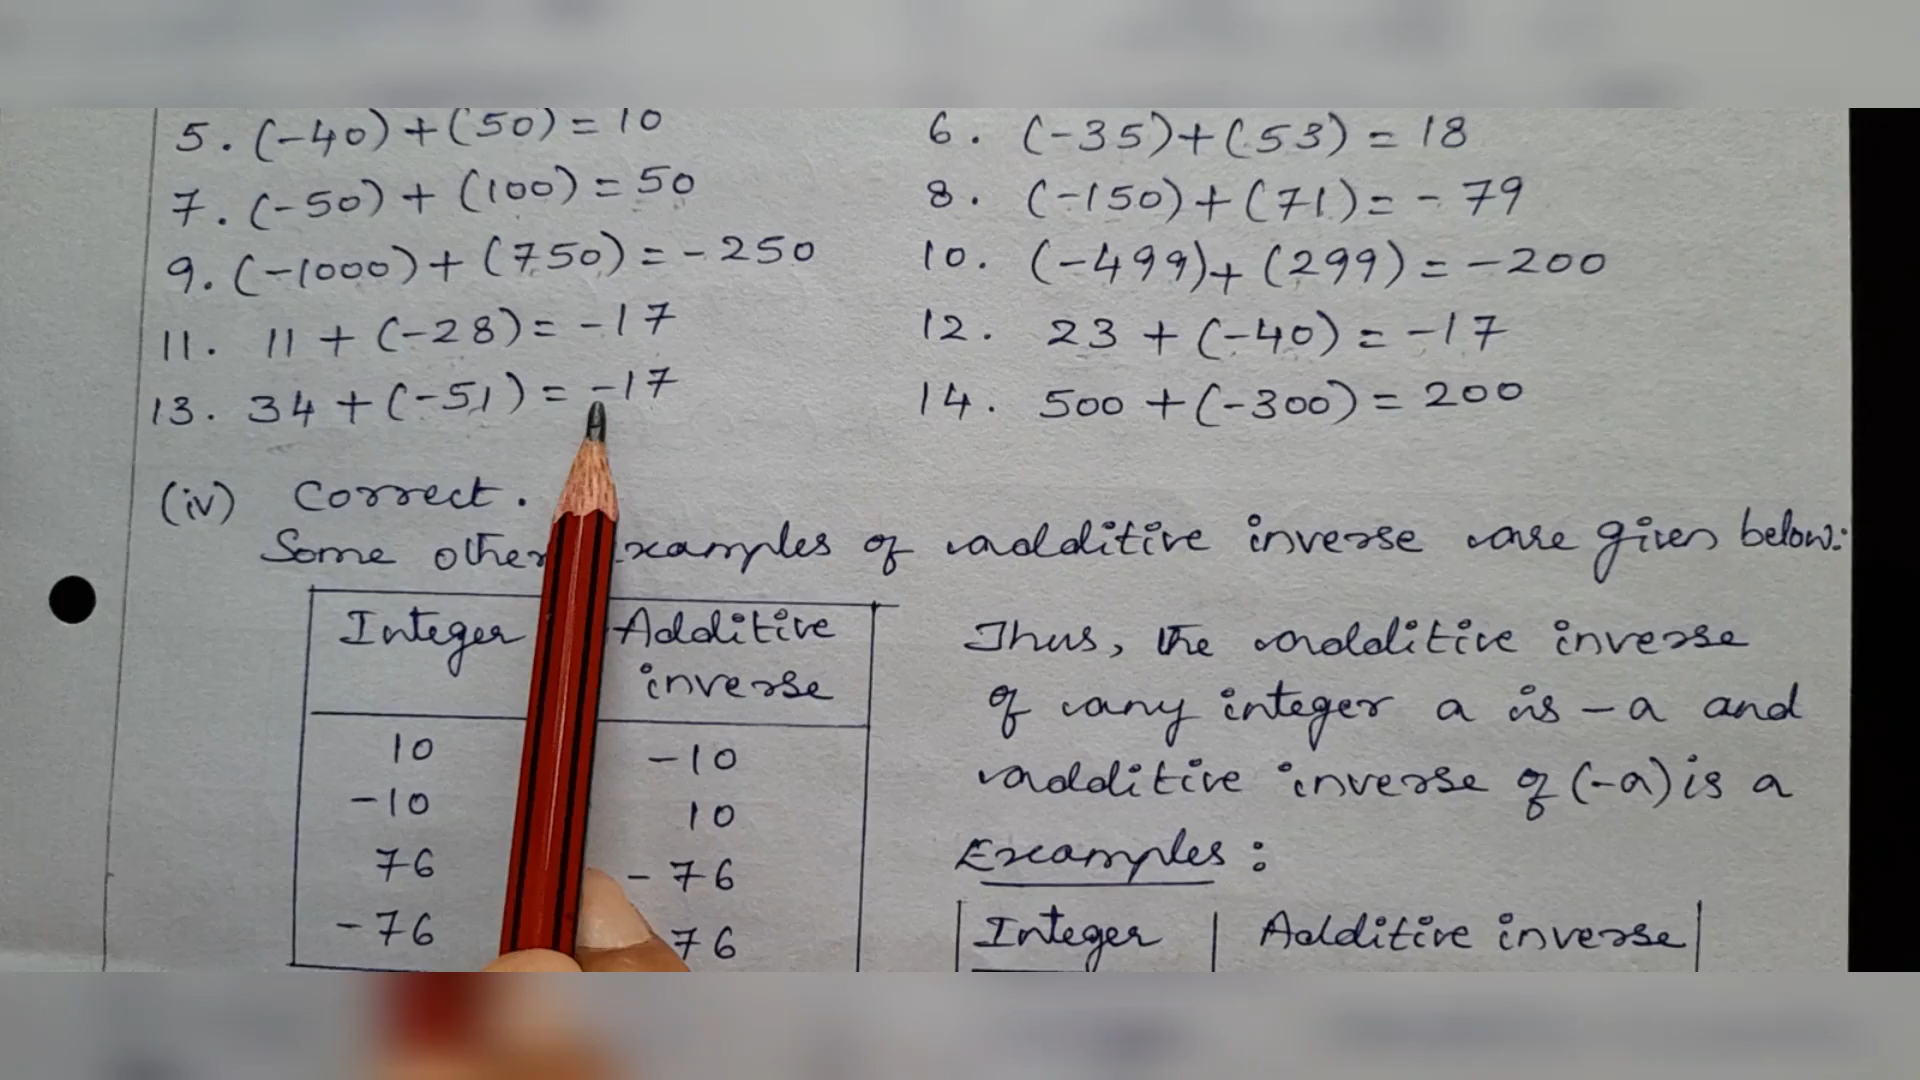 5. (-40) + (50) = 10
6. (-35) + (53) = 18
7. (-50) + (100) = 50
8. (-150) + (71) = - 79
9. (-1000) + (750) = - 250
10. (-499) + (299) = -200
11. 11 + (-28) = -17
12. 23 + (-40) = -17
13. 34 + (-51) = -17
14. 500 + (-300) = 200
(iv) Correct.
Some other examples of additive inverse are given below:
Integer Additive inverse
10 -10
-10 10
76 - 76
-76 76
Thus, the additive inverse
of any integer a is -a and
additive inverse of (-a) is a
Examples :
Integer Additive inverse